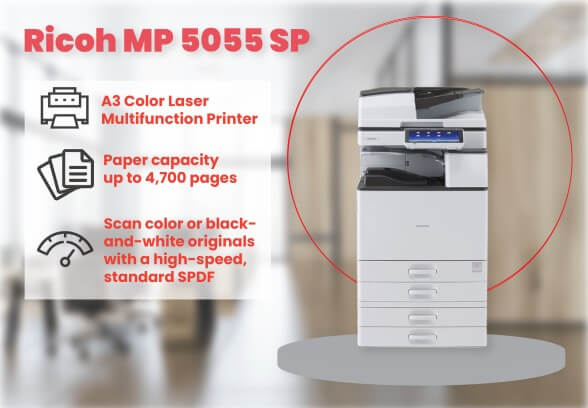 Ricoh MP 5055 SP
A3 Color Laser
Multifunction Printer
Paper capacity
up to 4,700 pages
Scan color or black-
and-white originals
with a high-speed,
standard SPDF